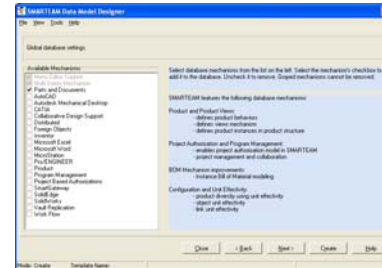 SMARTEAM Data Model Designer
File View Tools Help
Global database settings.
Available Mechanisms
Menu Editor Support
Parts and Documents
AutoCAD
Autodesk Mechanical Desktop
CATIA
Collaborative Design Support
Distributed
Foreign Objects
Inventor
Microsoft Excel
Microsoft Word
MicroStation
Pro/ENGINEER
Product
Program Management
Project Based Authorizations
SmartGateway
SolidEdge
SolidWorks
Vault Replication
Work Flow
Select database mechanisms from the list on the left. Select the mechanism's checkbox to
add it to the database. Uncheck it to remove. Grayed mechanisms cannot be removed.
SMARTEAM features the following database mechanisms:
Product and Product Views:
- defines product behaviors
- defines views mechanism
- defines product instances in product structure
Project Authorization and Program Management:
- enables project authorization model in SMARTEAM
- project management and collaboration
BOM Mechanism improvements:
- Instance Bill of Material modeling
Configuration and Unit Effectivity:
- product diversity using unit effectivity
- object unit effectivity
- link unit effectivity
Close < Back Next > Create Help
Mode: Create Template Name: